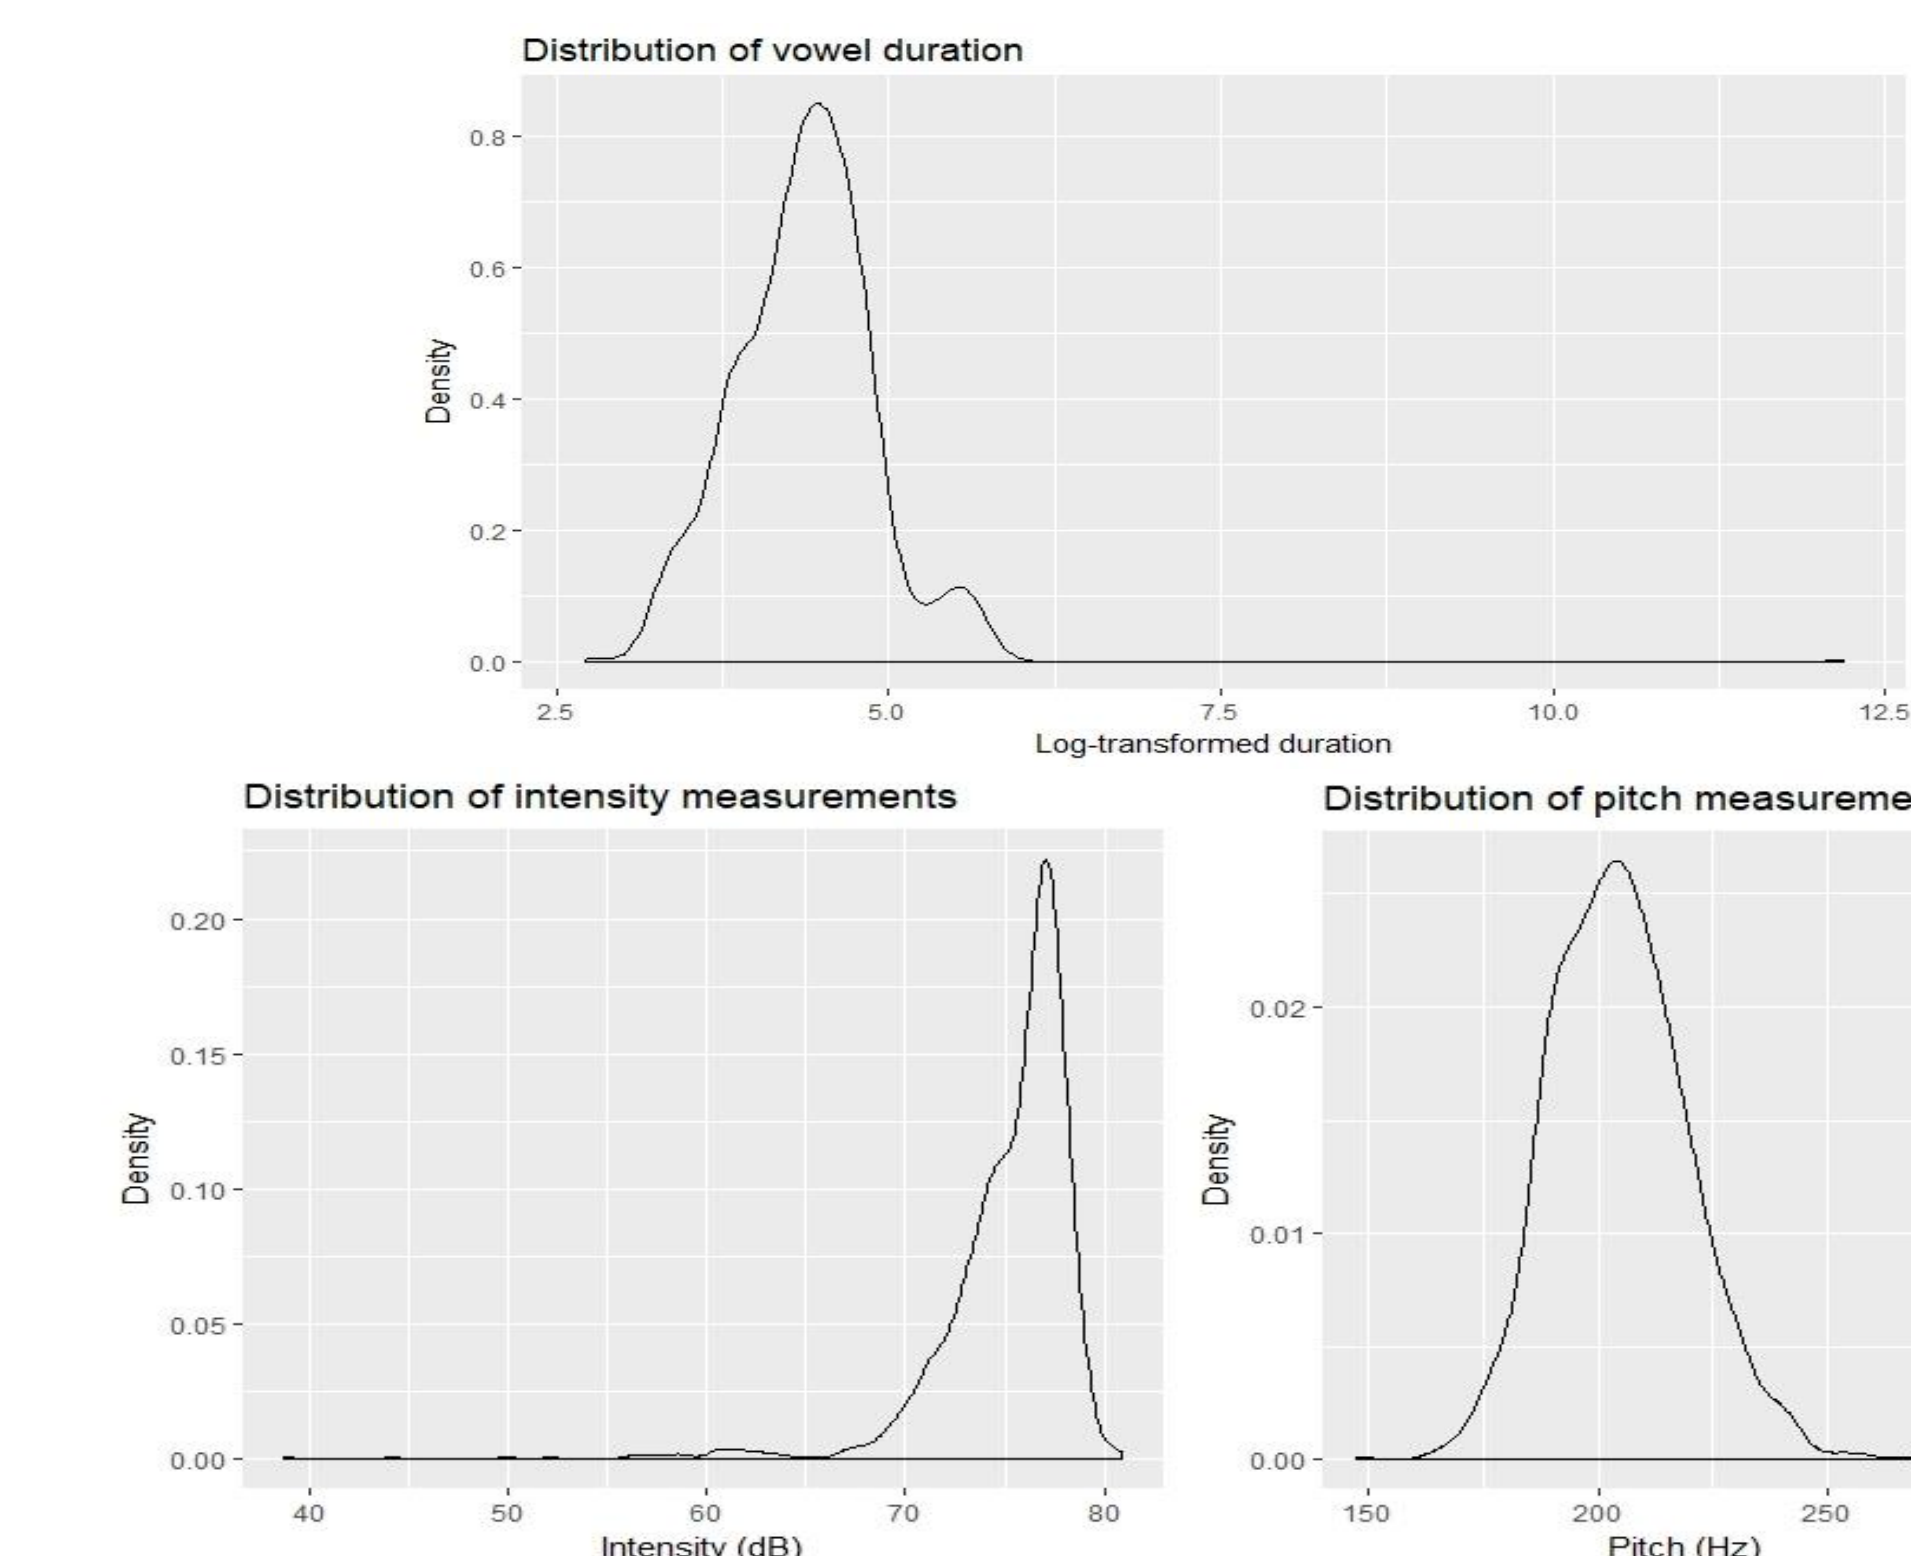 Distribution of vowel duration
0.8
0.6
0.4
0.2
0.0
Density
2.5 5.0 7.5 10.0 12.5
Log-transformed duration
Distribution of intensity measurements
0.20
0.15
0.10
0.05
0.00
Density
40 50 60 70 80
Intensity (dB)
Distribution of pitch measureme
0.02
0.01
0.00
Density
150 200 250
Pitch (Hz)